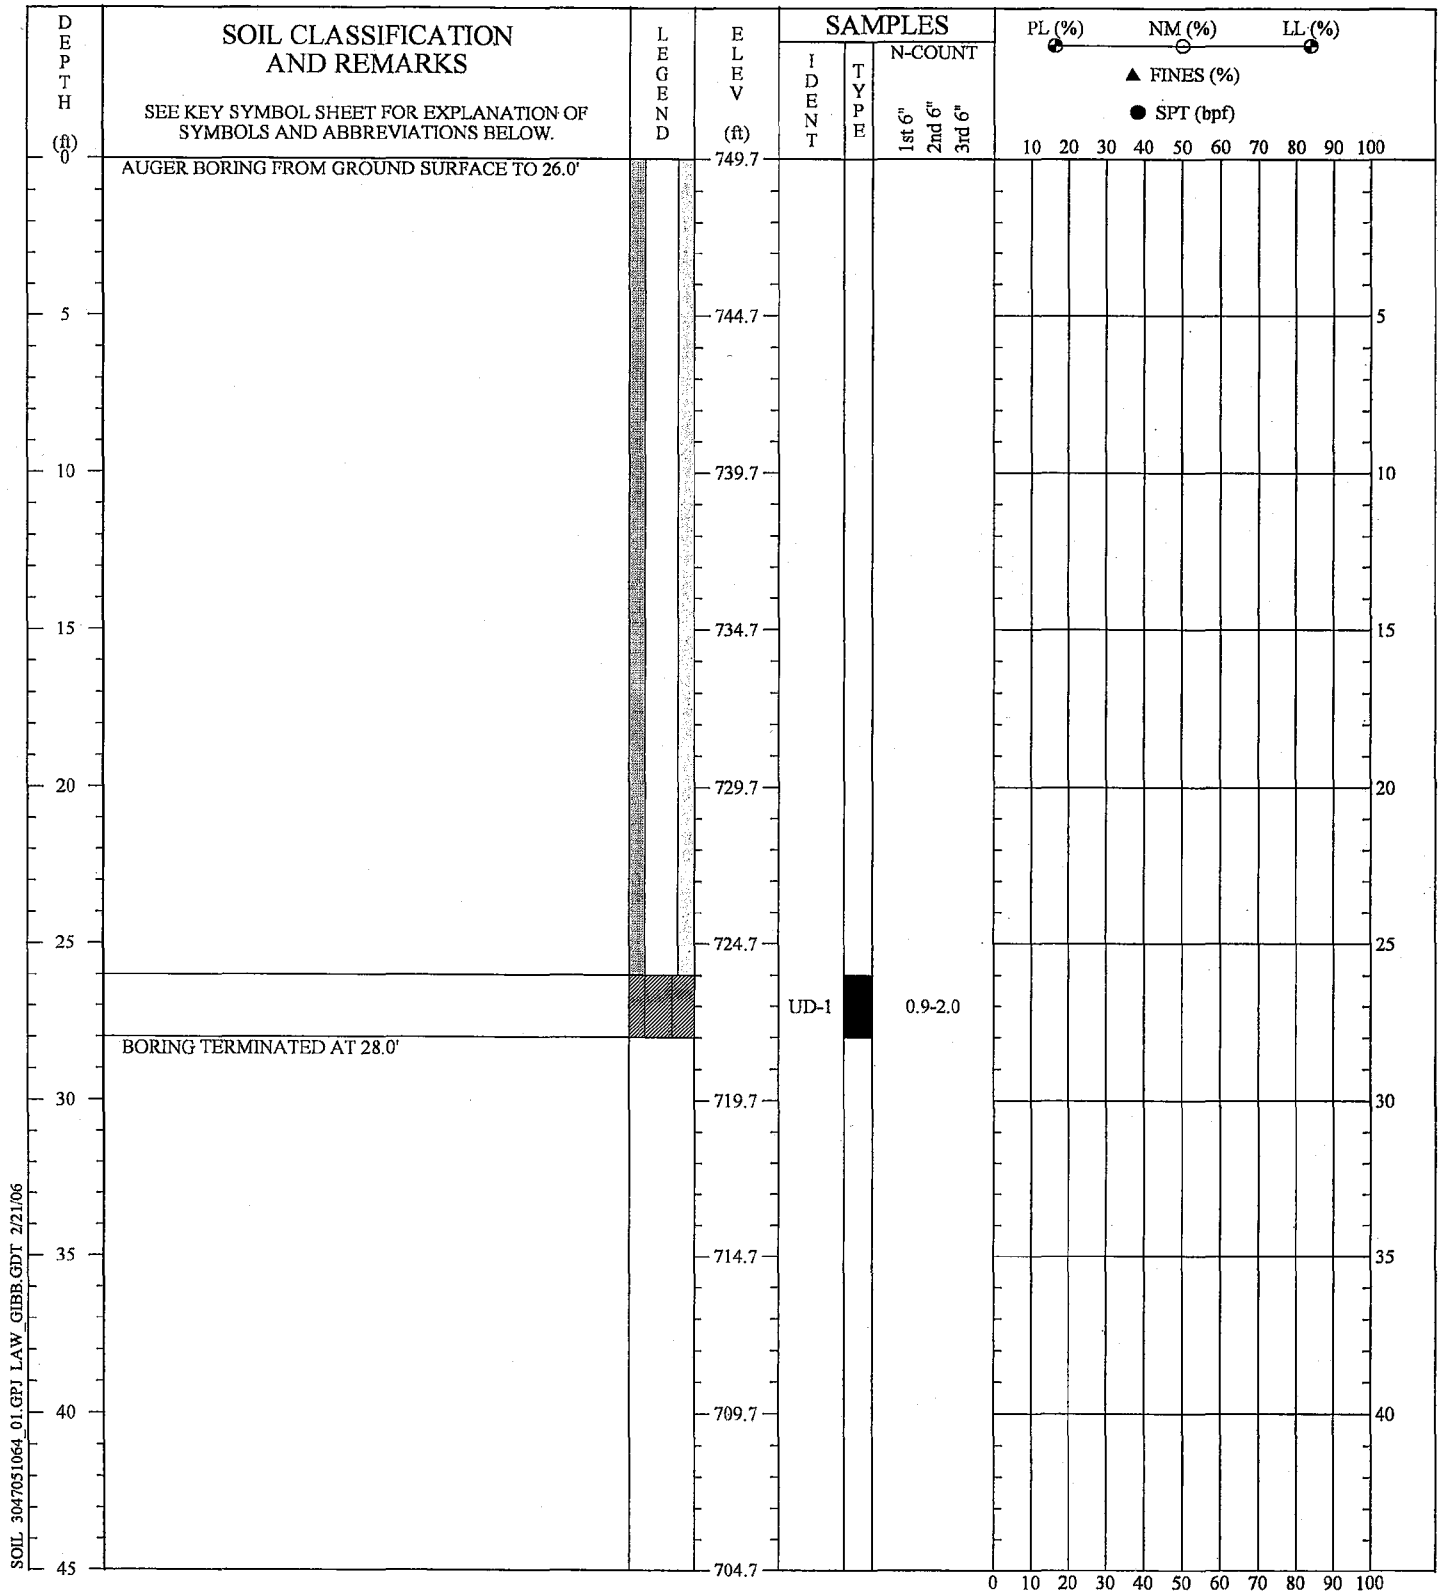 DEPTH
(ft)
SOIL CLASSIFICATION
AND REMARKS
SEE KEY SYMBOL SHEET FOR EXPLANATION OF
SYMBOLS AND ABBREVIATIONS BELOW.
LEGEND
ELEV
(ft)
SAMPLES
IDENT
TYPE
N-COUNT
1st 6"
2nd 6"
3rd 6"
PL (%) NM (%) LL (%)
▲ FINES (%)
● SPT (bpf)
10 20 30 40 50 60 70 80 90 100
0 749.7
AUGER BORING FROM GROUND SURFACE TO 26.0'
5 744.7 5
10 739.7 10
15 734.7 15
20 729.7 20
25 724.7 25
UD-1 0.9-2.0
BORING TERMINATED AT 28.0'
30 719.7 30
35 714.7 35
40 709.7 40
45 704.7
0 10 20 30 40 50 60 70 80 90 100
SOIL 3047051064_01.GPJ LAW_GIBB.GDT 2/21/06